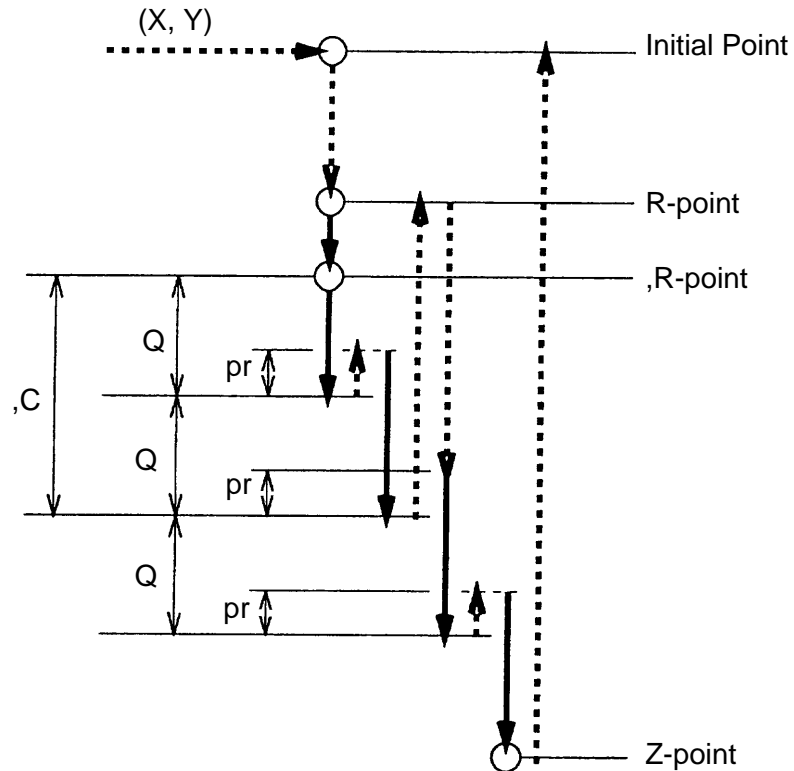 (X, Y)
Initial Point
R-point
,R-point
Q
pr
,C
Q
pr
Q
pr
Z-point